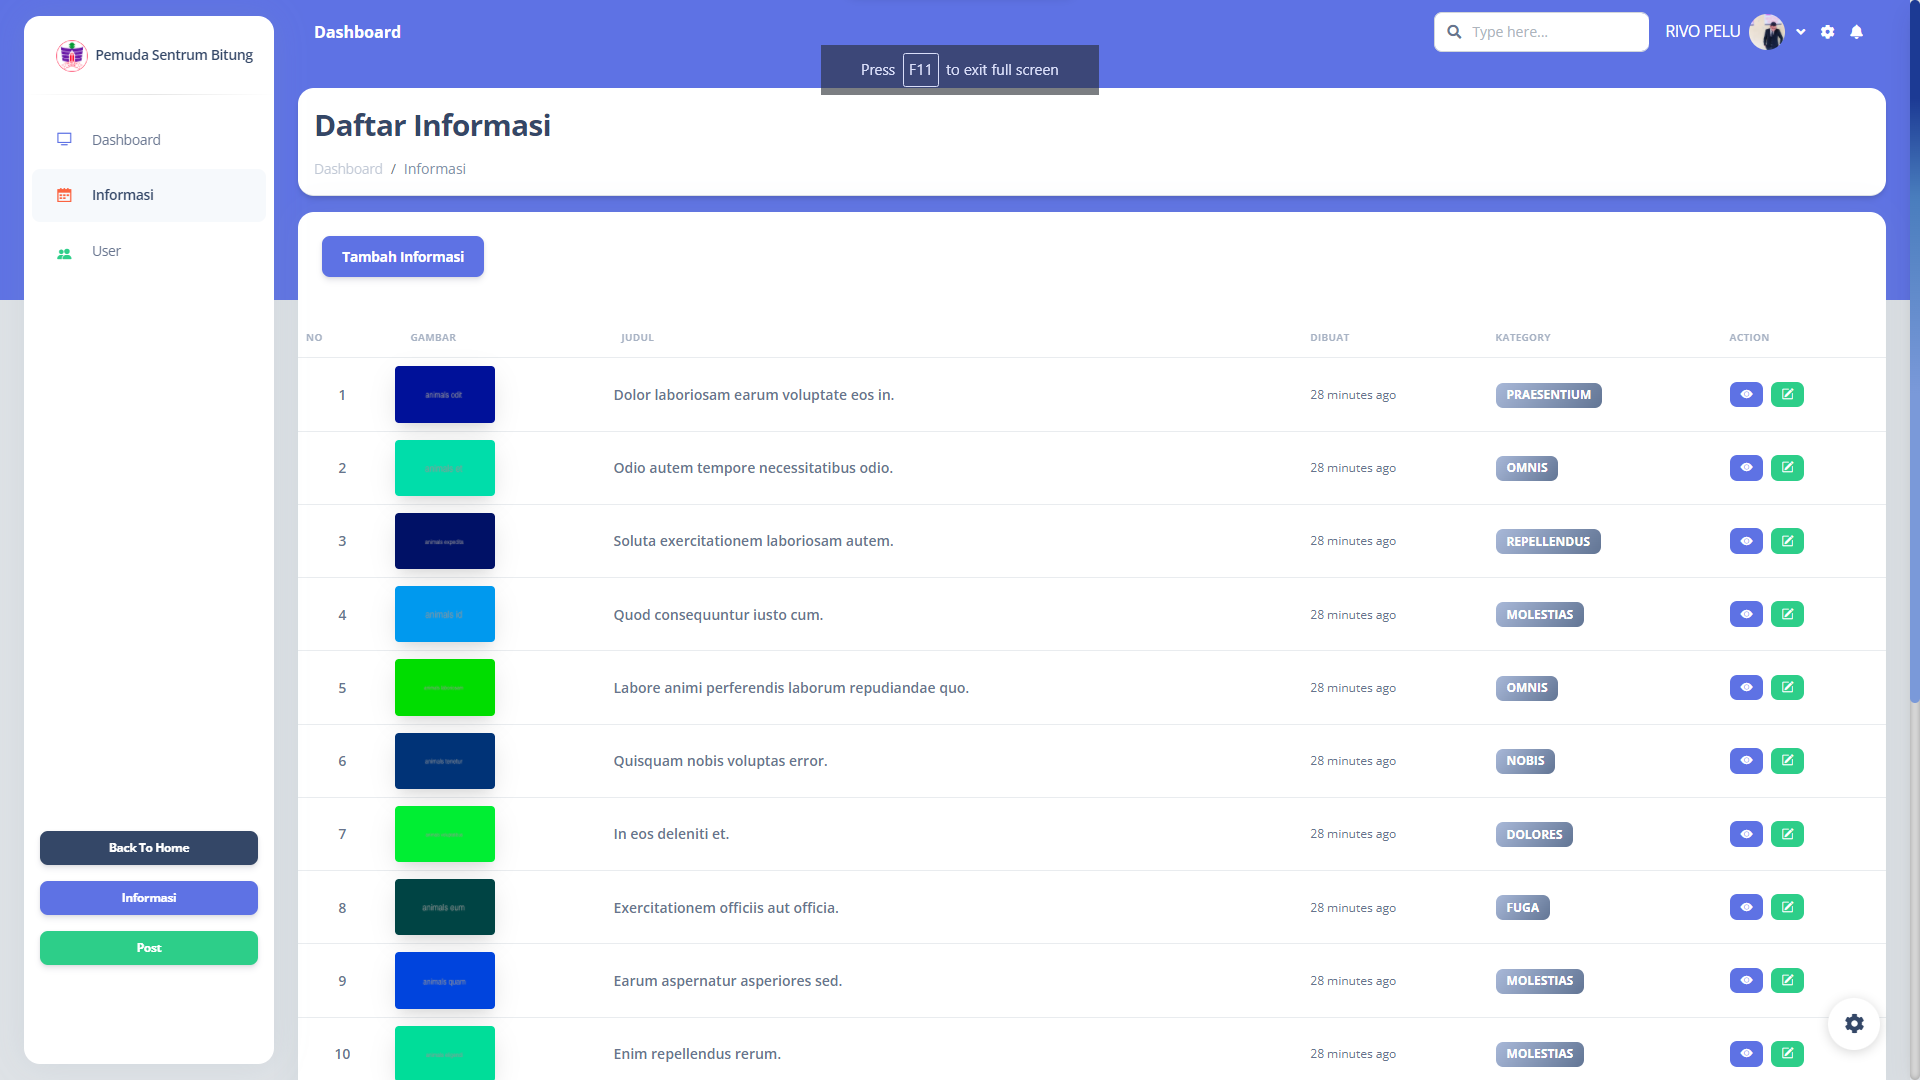 Pemuda Sentrum Bitung
Dashboard
Informasi
User
Back To Home
Informasi
Post
Dashboard
Type here...
RIVO PELU
Press F11 to exit full screen
Daftar Informasi
Dashboard / Informasi
Tambah Informasi
NO GAMBAR JUDUL DIBUAT KATEGORY ACTION
1 animals odit Dolor laboriosam earum voluptate eos in. 28 minutes ago PRAESENTIUM
2 Odio autem tempore necessitatibus odio. 28 minutes ago OMNIS
3 animals expedita Soluta exercitationem laboriosam autem. 28 minutes ago REPELLENDUS
4 animals id Quod consequuntur iusto cum. 28 minutes ago MOLESTIAS
5 Labore animi perferendis laborum repudiandae quo. 28 minutes ago OMNIS
6 animals tenetur Quisquam nobis voluptas error. 28 minutes ago NOBIS
7 In eos deleniti et. 28 minutes ago DOLORES
8 animals eum Exercitationem officiis aut officia. 28 minutes ago FUGA
9 animals quam Earum aspernatur asperiores sed. 28 minutes ago MOLESTIAS
10 Enim repellendus rerum. 28 minutes ago MOLESTIAS